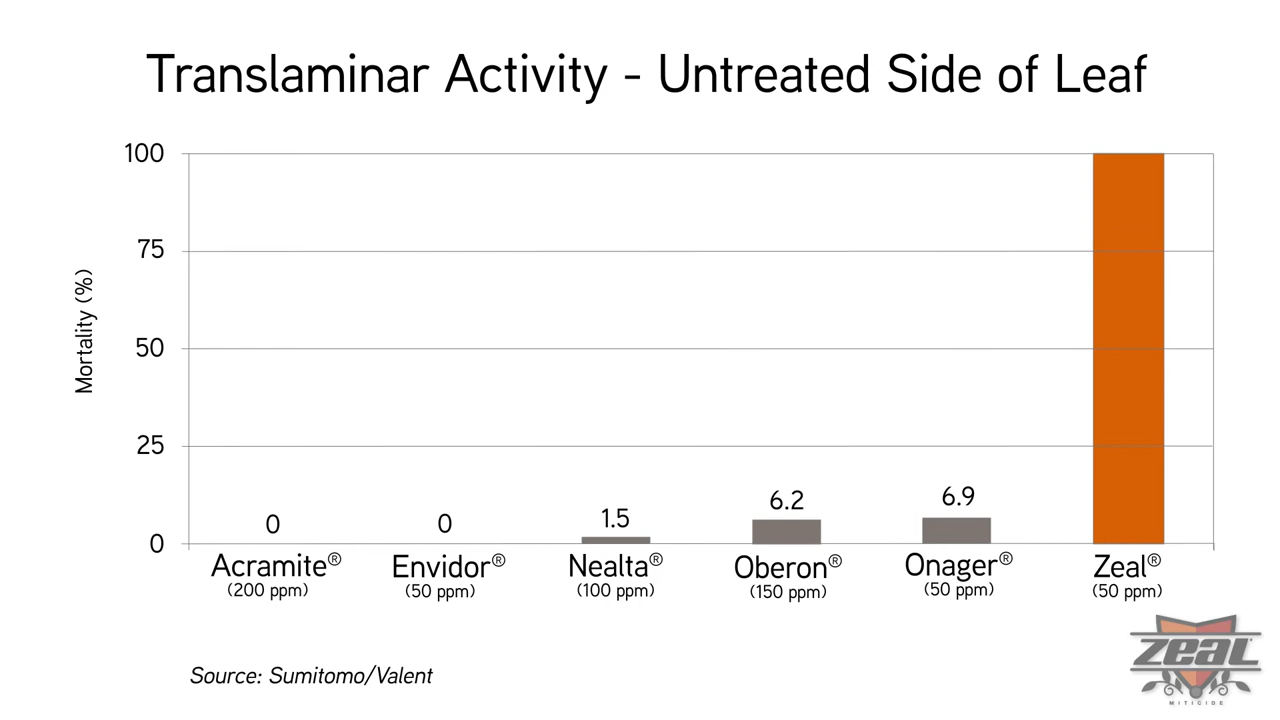 Translaminar Activity - Untreated Side of Leaf
Mortality (%)
100
75
50
25
0
0
0
1.5
6.2
6.9
Acramite® Envidor® Nealta® Oberon® Onager® Zeal®
(200 ppm) (50 ppm) (100 ppm) (150 ppm) (50 ppm) (50 ppm)
Source: Sumitomo/Valent
zeal
MITICIDE